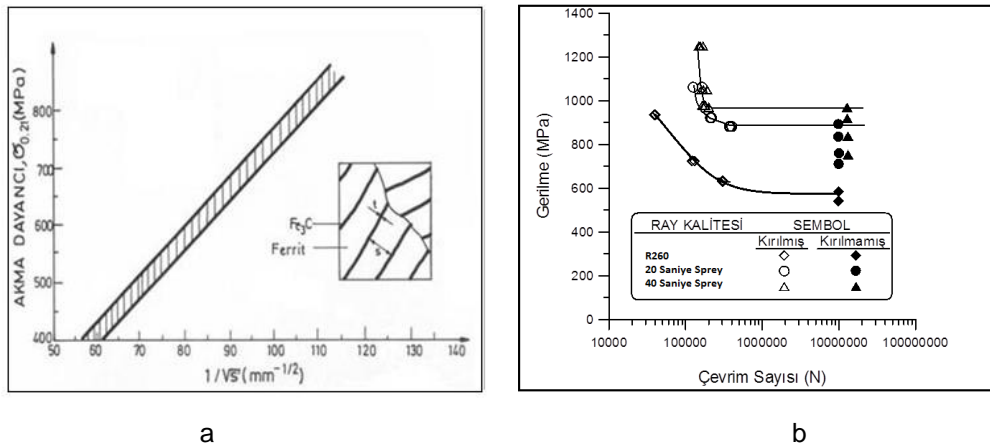 AKMA DAYANCI, σ0.21 (MPa)
800
700
600
500
400
50 60 70 80 90 100 110 120 130 140
1/√s (mm-1/2)
Fe3C
Ferrit
t
s
a
Gerilme (MPa)
1400
1200
1000
800
600
400
200
0
10000 100000 1000000 10000000 100000000
Çevrim Sayısı (N)
RAY KALİTESİ SEMBOL
Kırılmış Kırılmamış
R260
20 Saniye Sprey
40 Saniye Sprey
b